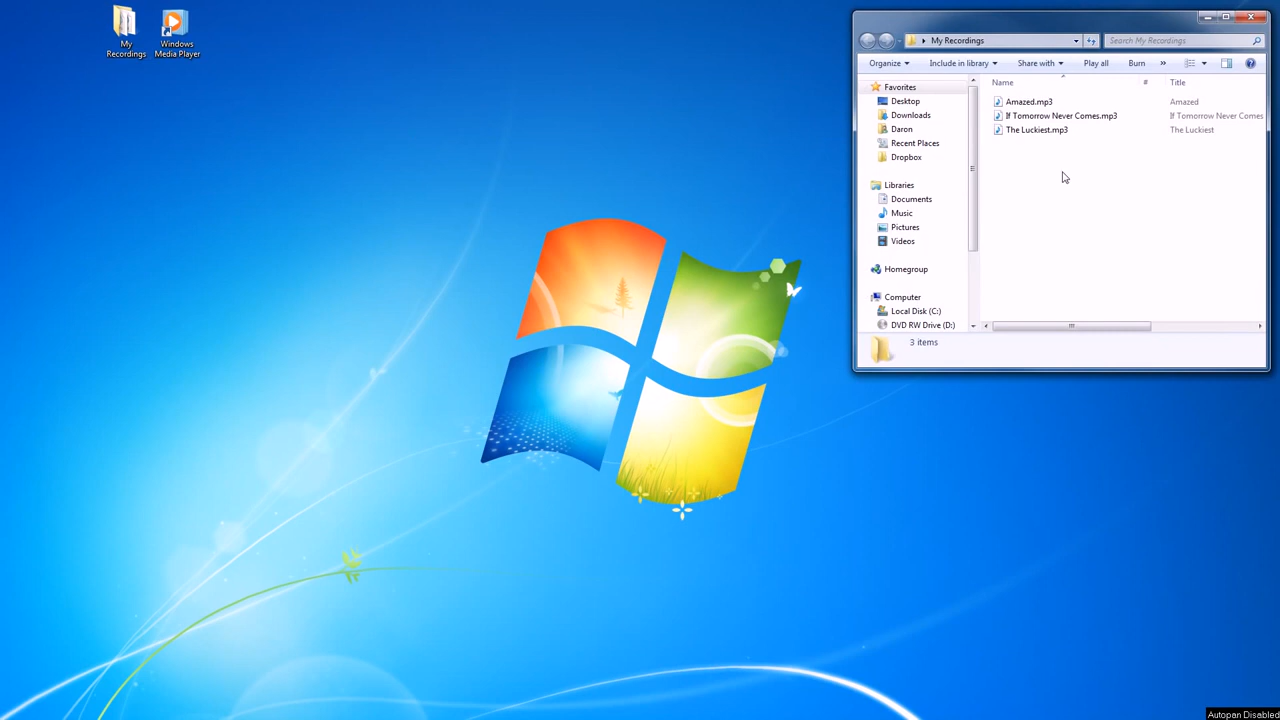 My
Recordings
Windows
Media Player
My Recordings
Search My Recordings
Organize
Include in library
Share with
Play all
Burn
»
Name
#
Title
Favorites
Desktop
Downloads
Daron
Recent Places
Dropbox
Libraries
Documents
Music
Pictures
Videos
Homegroup
Computer
Local Disk (C:)
DVD RW Drive (D:)
Amazed.mp3
Amazed
If Tomorrow Never Comes.mp3
If Tomorrow Never Comes
The Luckiest.mp3
The Luckiest
3 items
Autopan Disabled